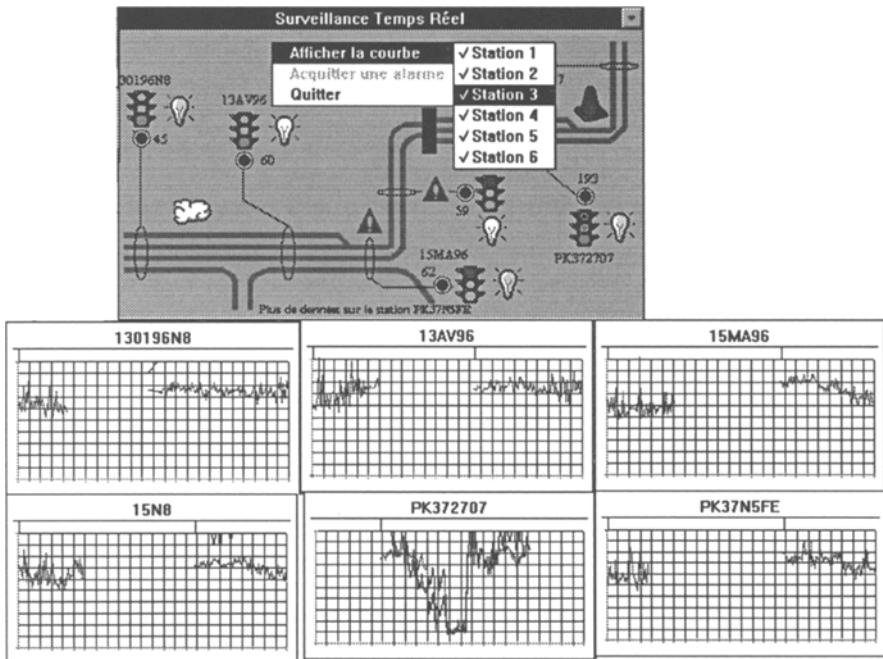 Surveillance Temps Réel
Afficher la courbe
Acquitter une alarme
Quitter
✓ Station 1
✓ Station 2
✓ Station 3
✓ Station 4
✓ Station 5
✓ Station 6
7
30196N8
45
13AV96
60
193
PK372707
59
15MA96
62
Plus de données sur le station PK37N5FE
130196N8
13AV96
15MA96
15N8
PK372707
PK37N5FE